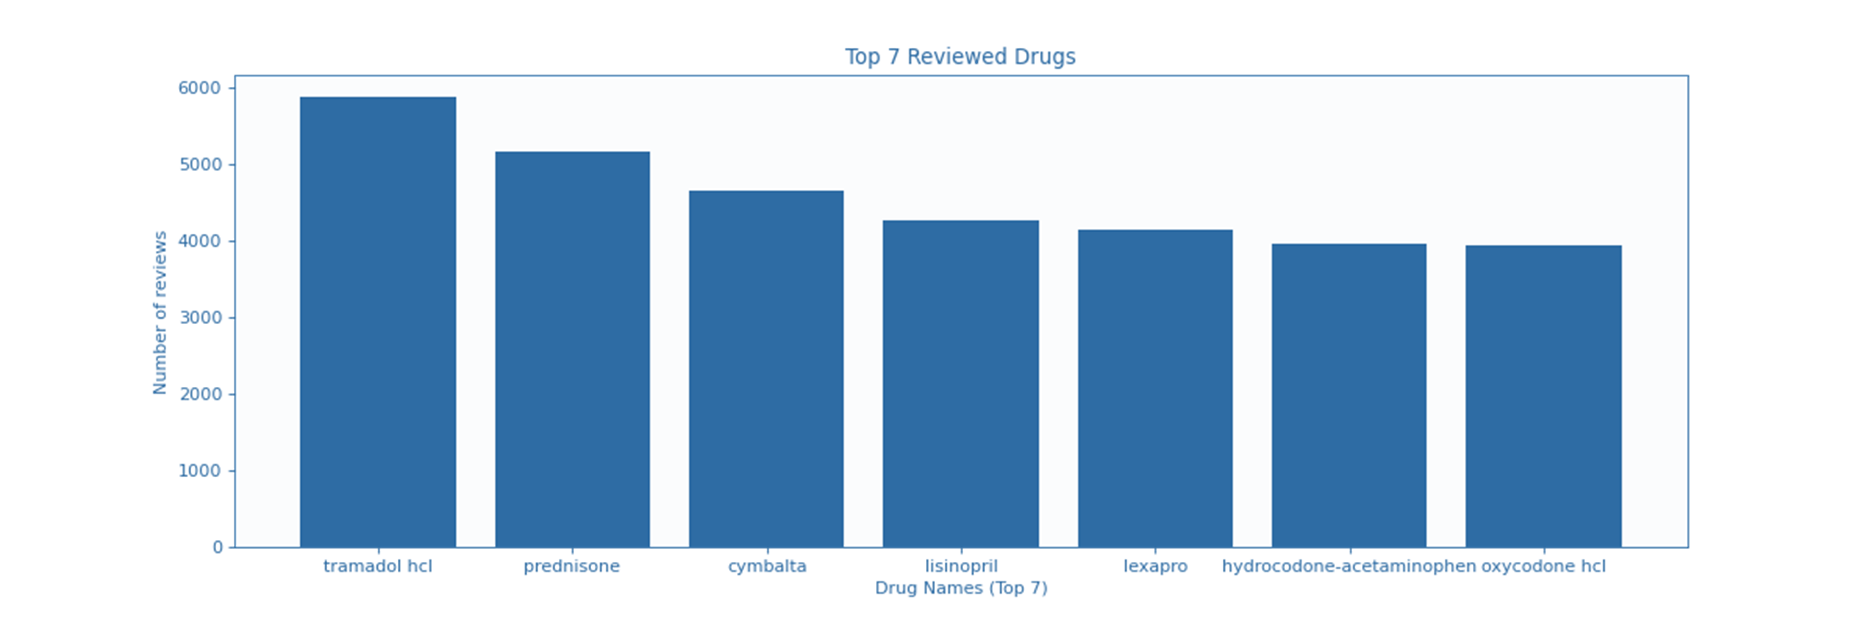 Top 7 Reviewed Drugs
Number of reviews
6000
5000
4000
3000
2000
1000
0
tramadol hcl prednisone cymbalta lisinopril lexapro hydrocodone-acetaminophen oxycodone hcl
Drug Names (Top 7)